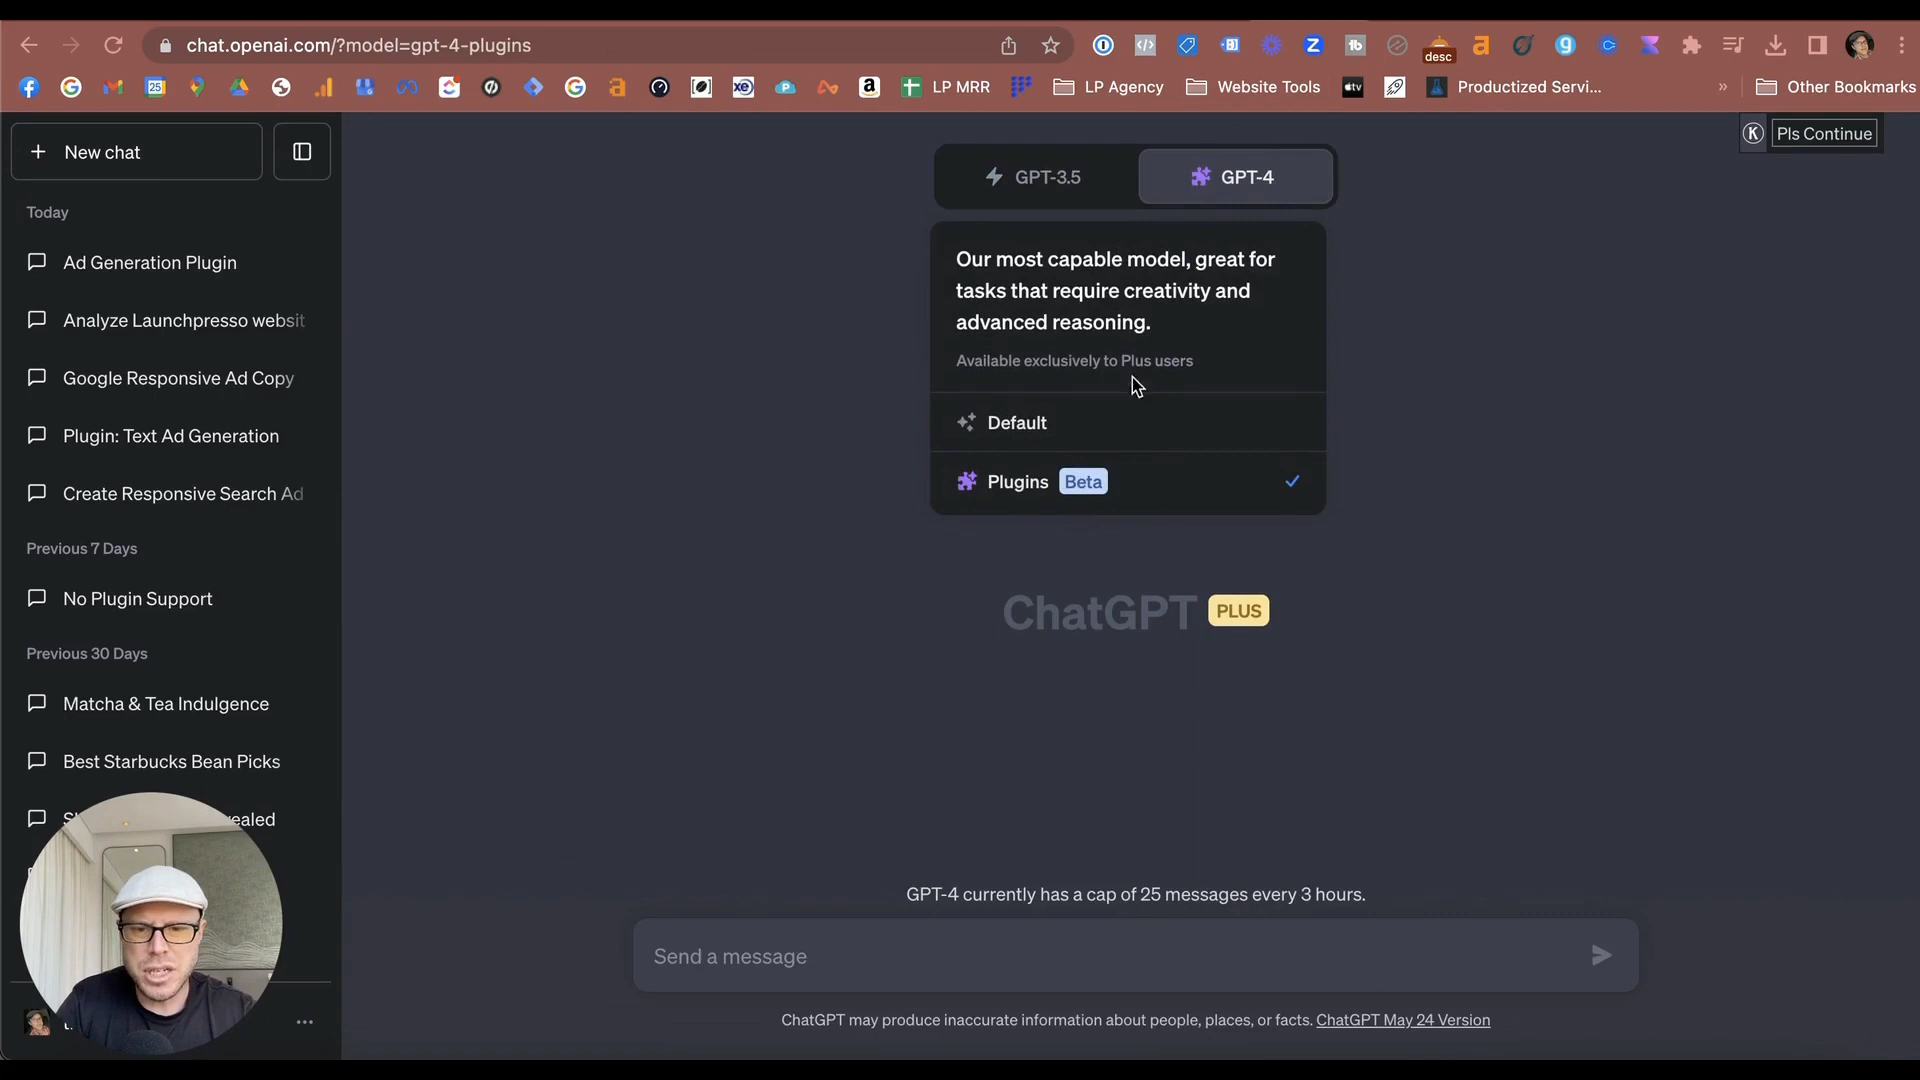 chat.openai.com/?model=gpt-4-plugins
desc
25
LP MRR
LP Agency
Website Tools
Productized Servi...
»
Other Bookmarks
New chat
Pls Continue
GPT-3.5
GPT-4
Today
Ad Generation Plugin
Analyze Launchpresso websit
Google Responsive Ad Copy
Plugin: Text Ad Generation
Create Responsive Search Ad
Previous 7 Days
No Plugin Support
Previous 30 Days
Matcha & Tea Indulgence
Best Starbucks Bean Picks
ealed
Our most capable model, great for
tasks that require creativity and
advanced reasoning.
Available exclusively to Plus users
Default
Plugins Beta
ChatGPT PLUS
GPT-4 currently has a cap of 25 messages every 3 hours.
Send a message
ChatGPT may produce inaccurate information about people, places, or facts. ChatGPT May 24 Version